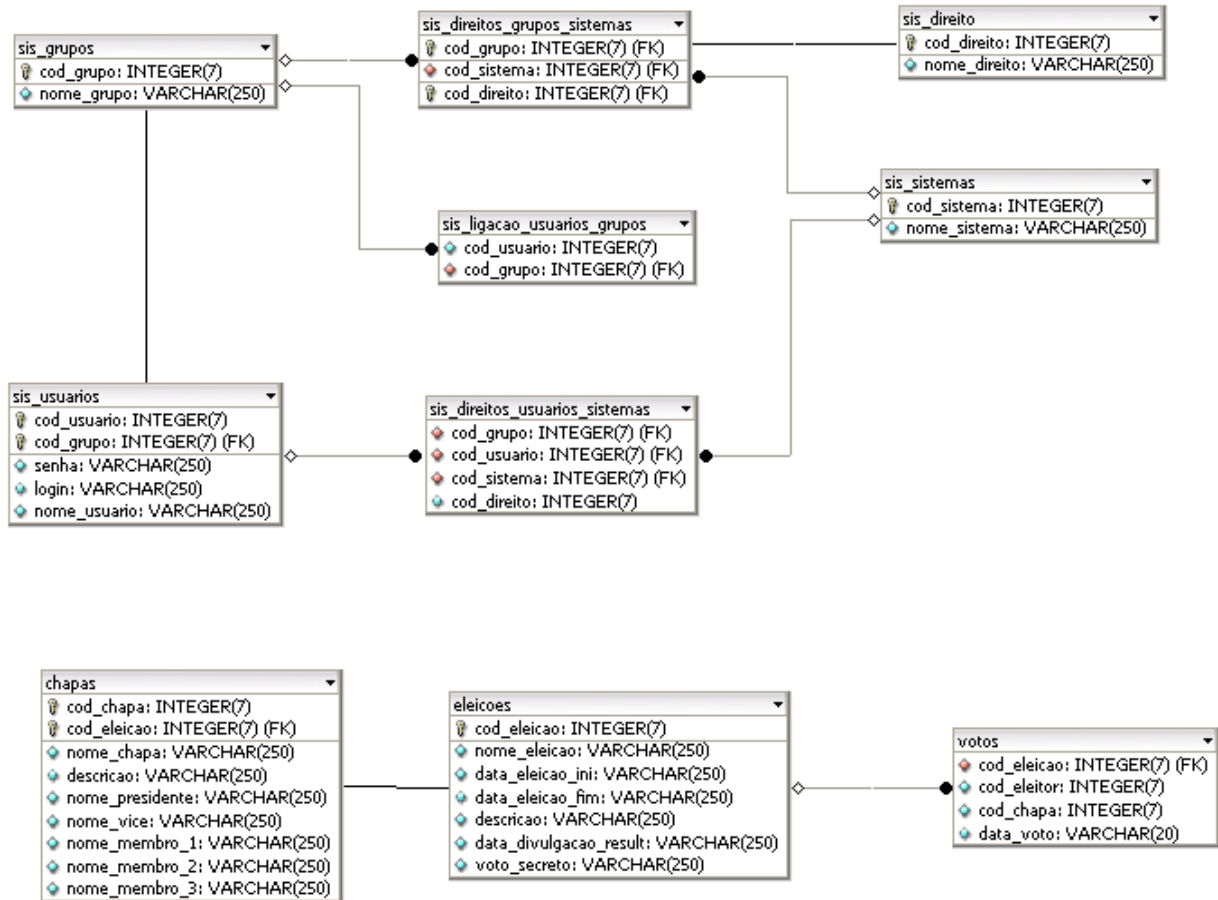 sis_grupos
cod_grupo: INTEGER(7)
nome_grupo: VARCHAR(250)
sis_direitos_grupos_sistemas
cod_grupo: INTEGER(7) (FK)
cod_sistema: INTEGER(7) (FK)
cod_direito: INTEGER(7) (FK)
sis_direito
cod_direito: INTEGER(7)
nome_direito: VARCHAR(250)
sis_sistemas
cod_sistema: INTEGER(7)
nome_sistema: VARCHAR(250)
sis_ligacao_usuarios_grupos
cod_usuario: INTEGER(7)
cod_grupo: INTEGER(7) (FK)
sis_usuarios
cod_usuario: INTEGER(7)
cod_grupo: INTEGER(7) (FK)
senha: VARCHAR(250)
login: VARCHAR(250)
nome_usuario: VARCHAR(250)
sis_direitos_usuarios_sistemas
cod_grupo: INTEGER(7) (FK)
cod_usuario: INTEGER(7) (FK)
cod_sistema: INTEGER(7) (FK)
cod_direito: INTEGER(7)
chapas
cod_chapa: INTEGER(7)
cod_eleicao: INTEGER(7) (FK)
nome_chapa: VARCHAR(250)
descricao: VARCHAR(250)
nome_presidente: VARCHAR(250)
nome_vice: VARCHAR(250)
nome_membro_1: VARCHAR(250)
nome_membro_2: VARCHAR(250)
nome_membro_3: VARCHAR(250)
eleicoes
cod_eleicao: INTEGER(7)
nome_eleicao: VARCHAR(250)
data_eleicao_ini: VARCHAR(250)
data_eleicao_fim: VARCHAR(250)
descricao: VARCHAR(250)
data_divulgacao_result: VARCHAR(250)
voto_secreto: VARCHAR(250)
votos
cod_eleicao: INTEGER(7) (FK)
cod_eleitor: INTEGER(7)
cod_chapa: INTEGER(7)
data_voto: VARCHAR(20)